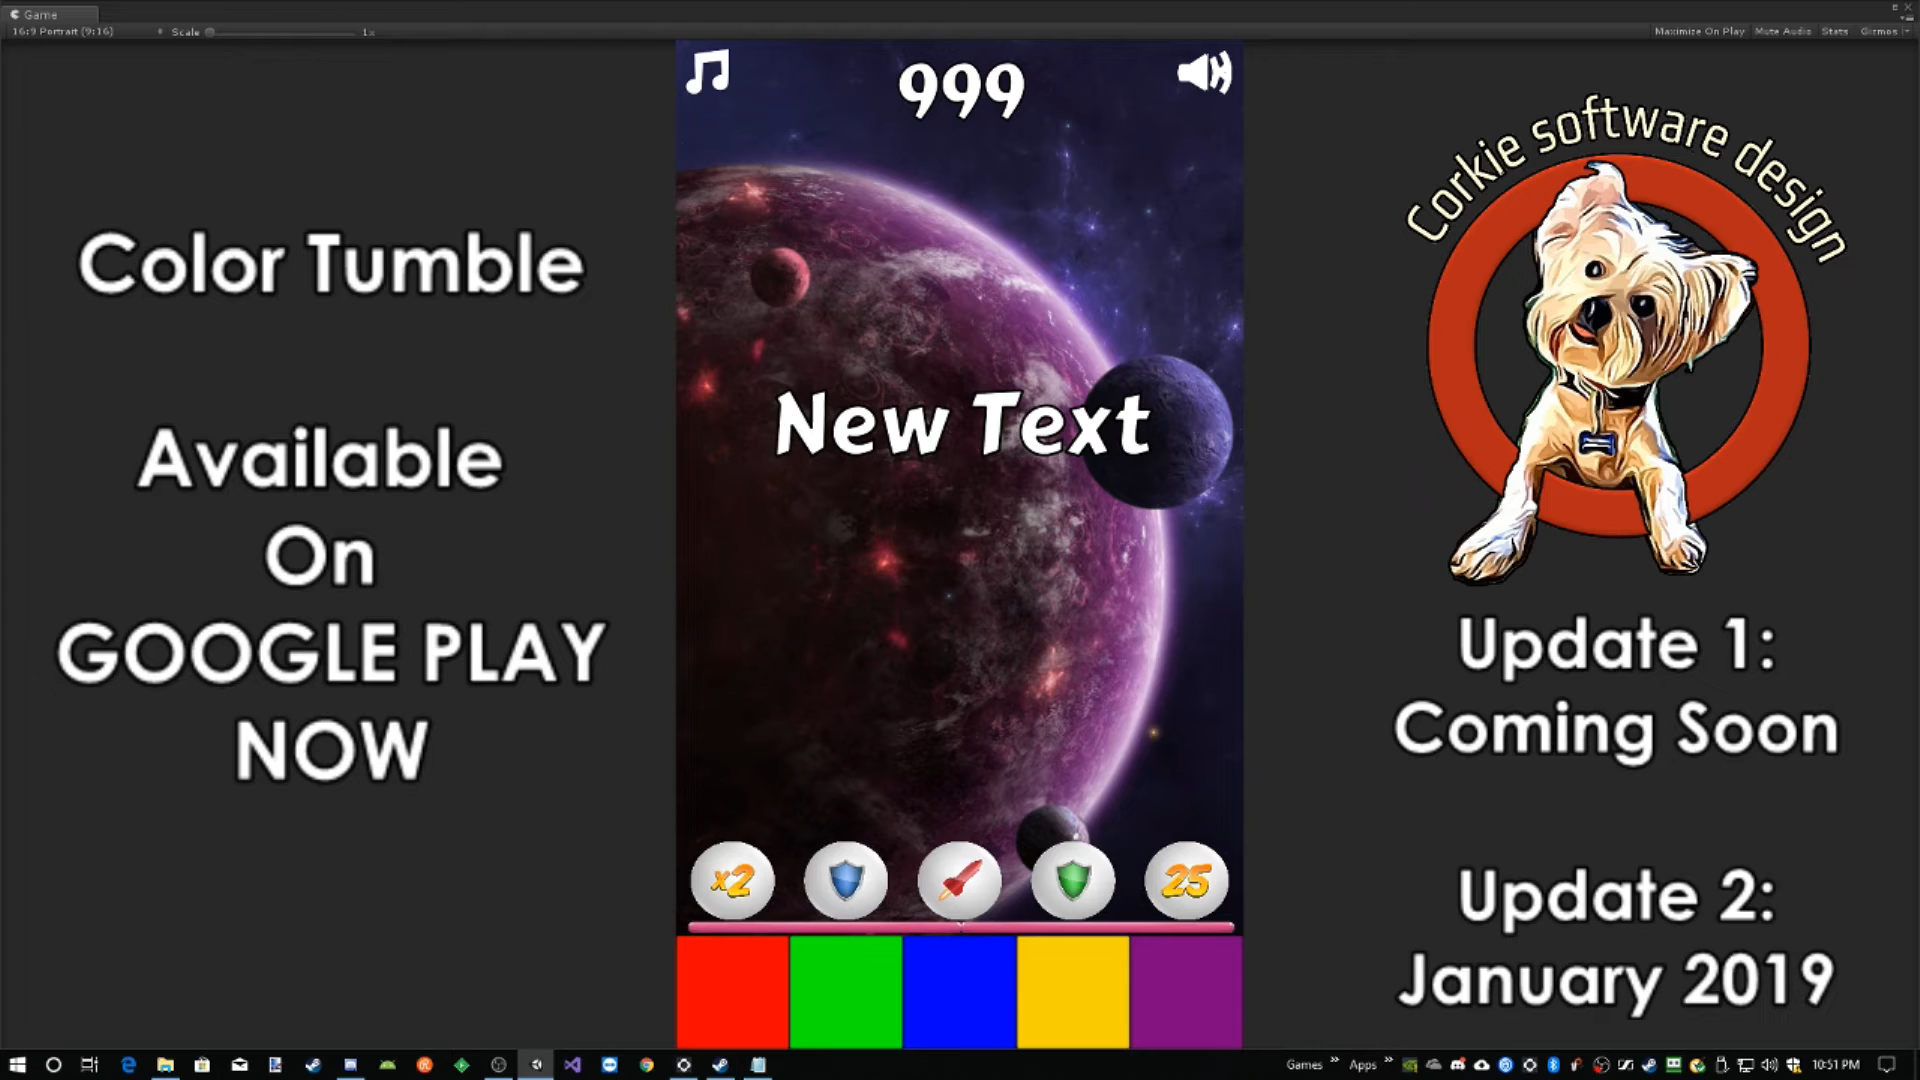 Game
16:9 Portrait (9:16)
Scale
1x
Maximize On Play
Mute Audio
Stats
Gizmos
999
Corkie software design
Color Tumble
Available
On
GOOGLE PLAY
NOW
New Text
Update 1:
Coming Soon
Update 2:
January 2019
x2
25
Games
Apps
10:51 PM